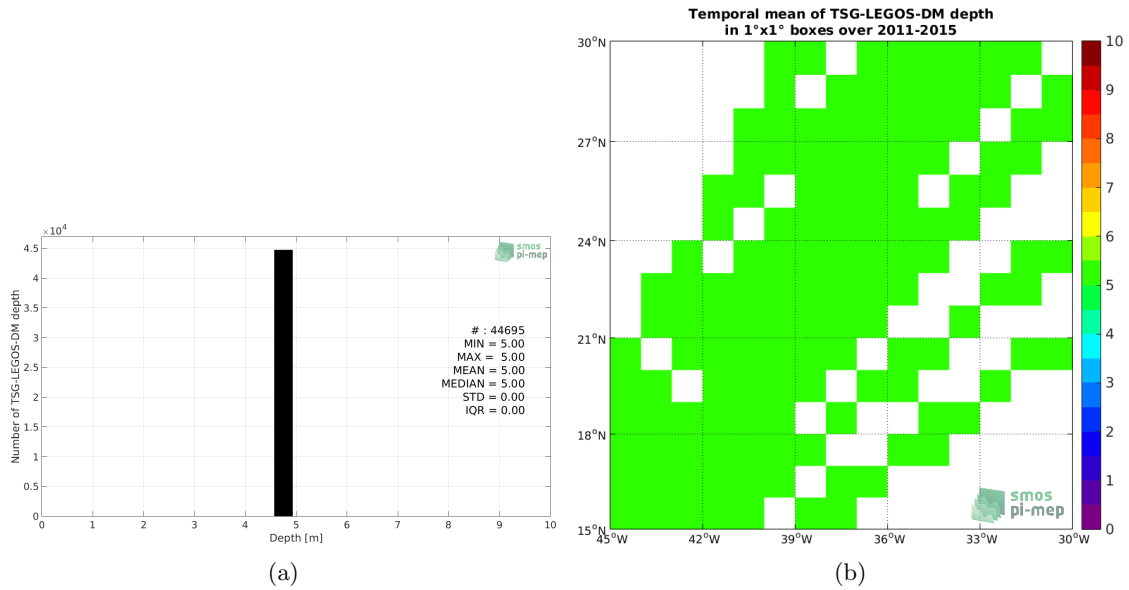 ×10⁴
4.5
4
3.5
3
2.5
2
1.5
1
0.5
0
Number of TSG-LEGOS-DM depth
0 1 2 3 4 5 6 7 8 9 10
Depth [m]
smos
pi-mep
# : 44695
MIN = 5.00
MAX = 5.00
MEAN = 5.00
MEDIAN = 5.00
STD = 0.00
IQR = 0.00
(a)
Temporal mean of TSG-LEGOS-DM depth
in 1°x1° boxes over 2011-2015
30°N
27°N
24°N
21°N
18°N
15°N
45°W 42°W 39°W 36°W 33°W 30°W
smos
pi-mep
10
9
8
7
6
5
4
3
2
1
0
(b)